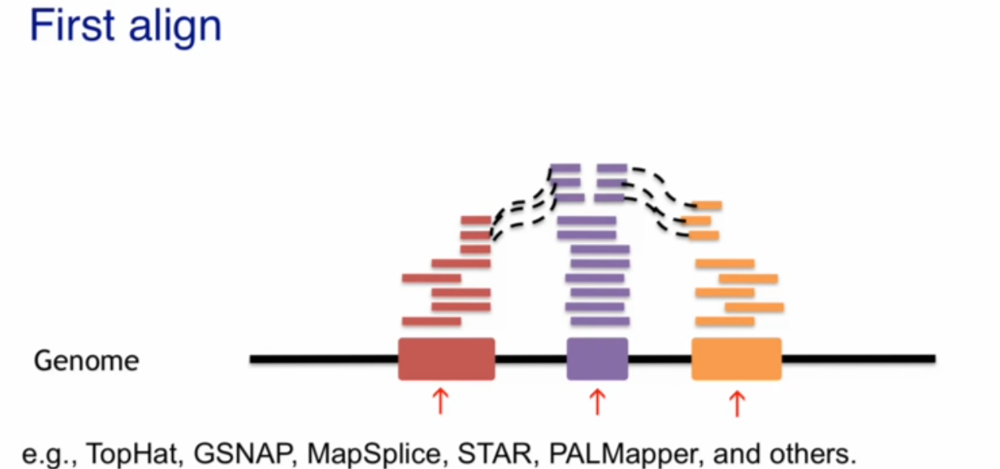 First align
Genome
e.g., TopHat, GSNAP, MapSplice, STAR, PALMapper, and others.